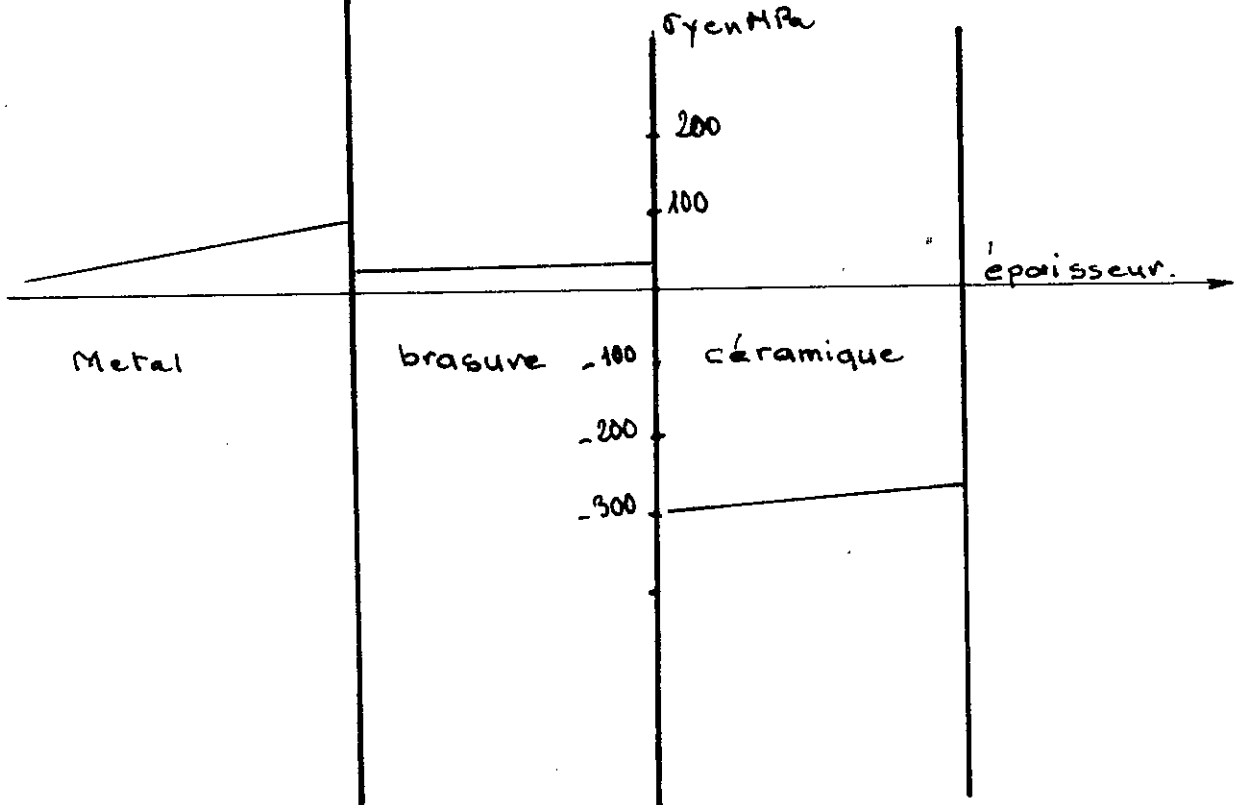 σy en MPa
200
100
épaisseur.
Metal
brasure
-100
céramique
-200
-300